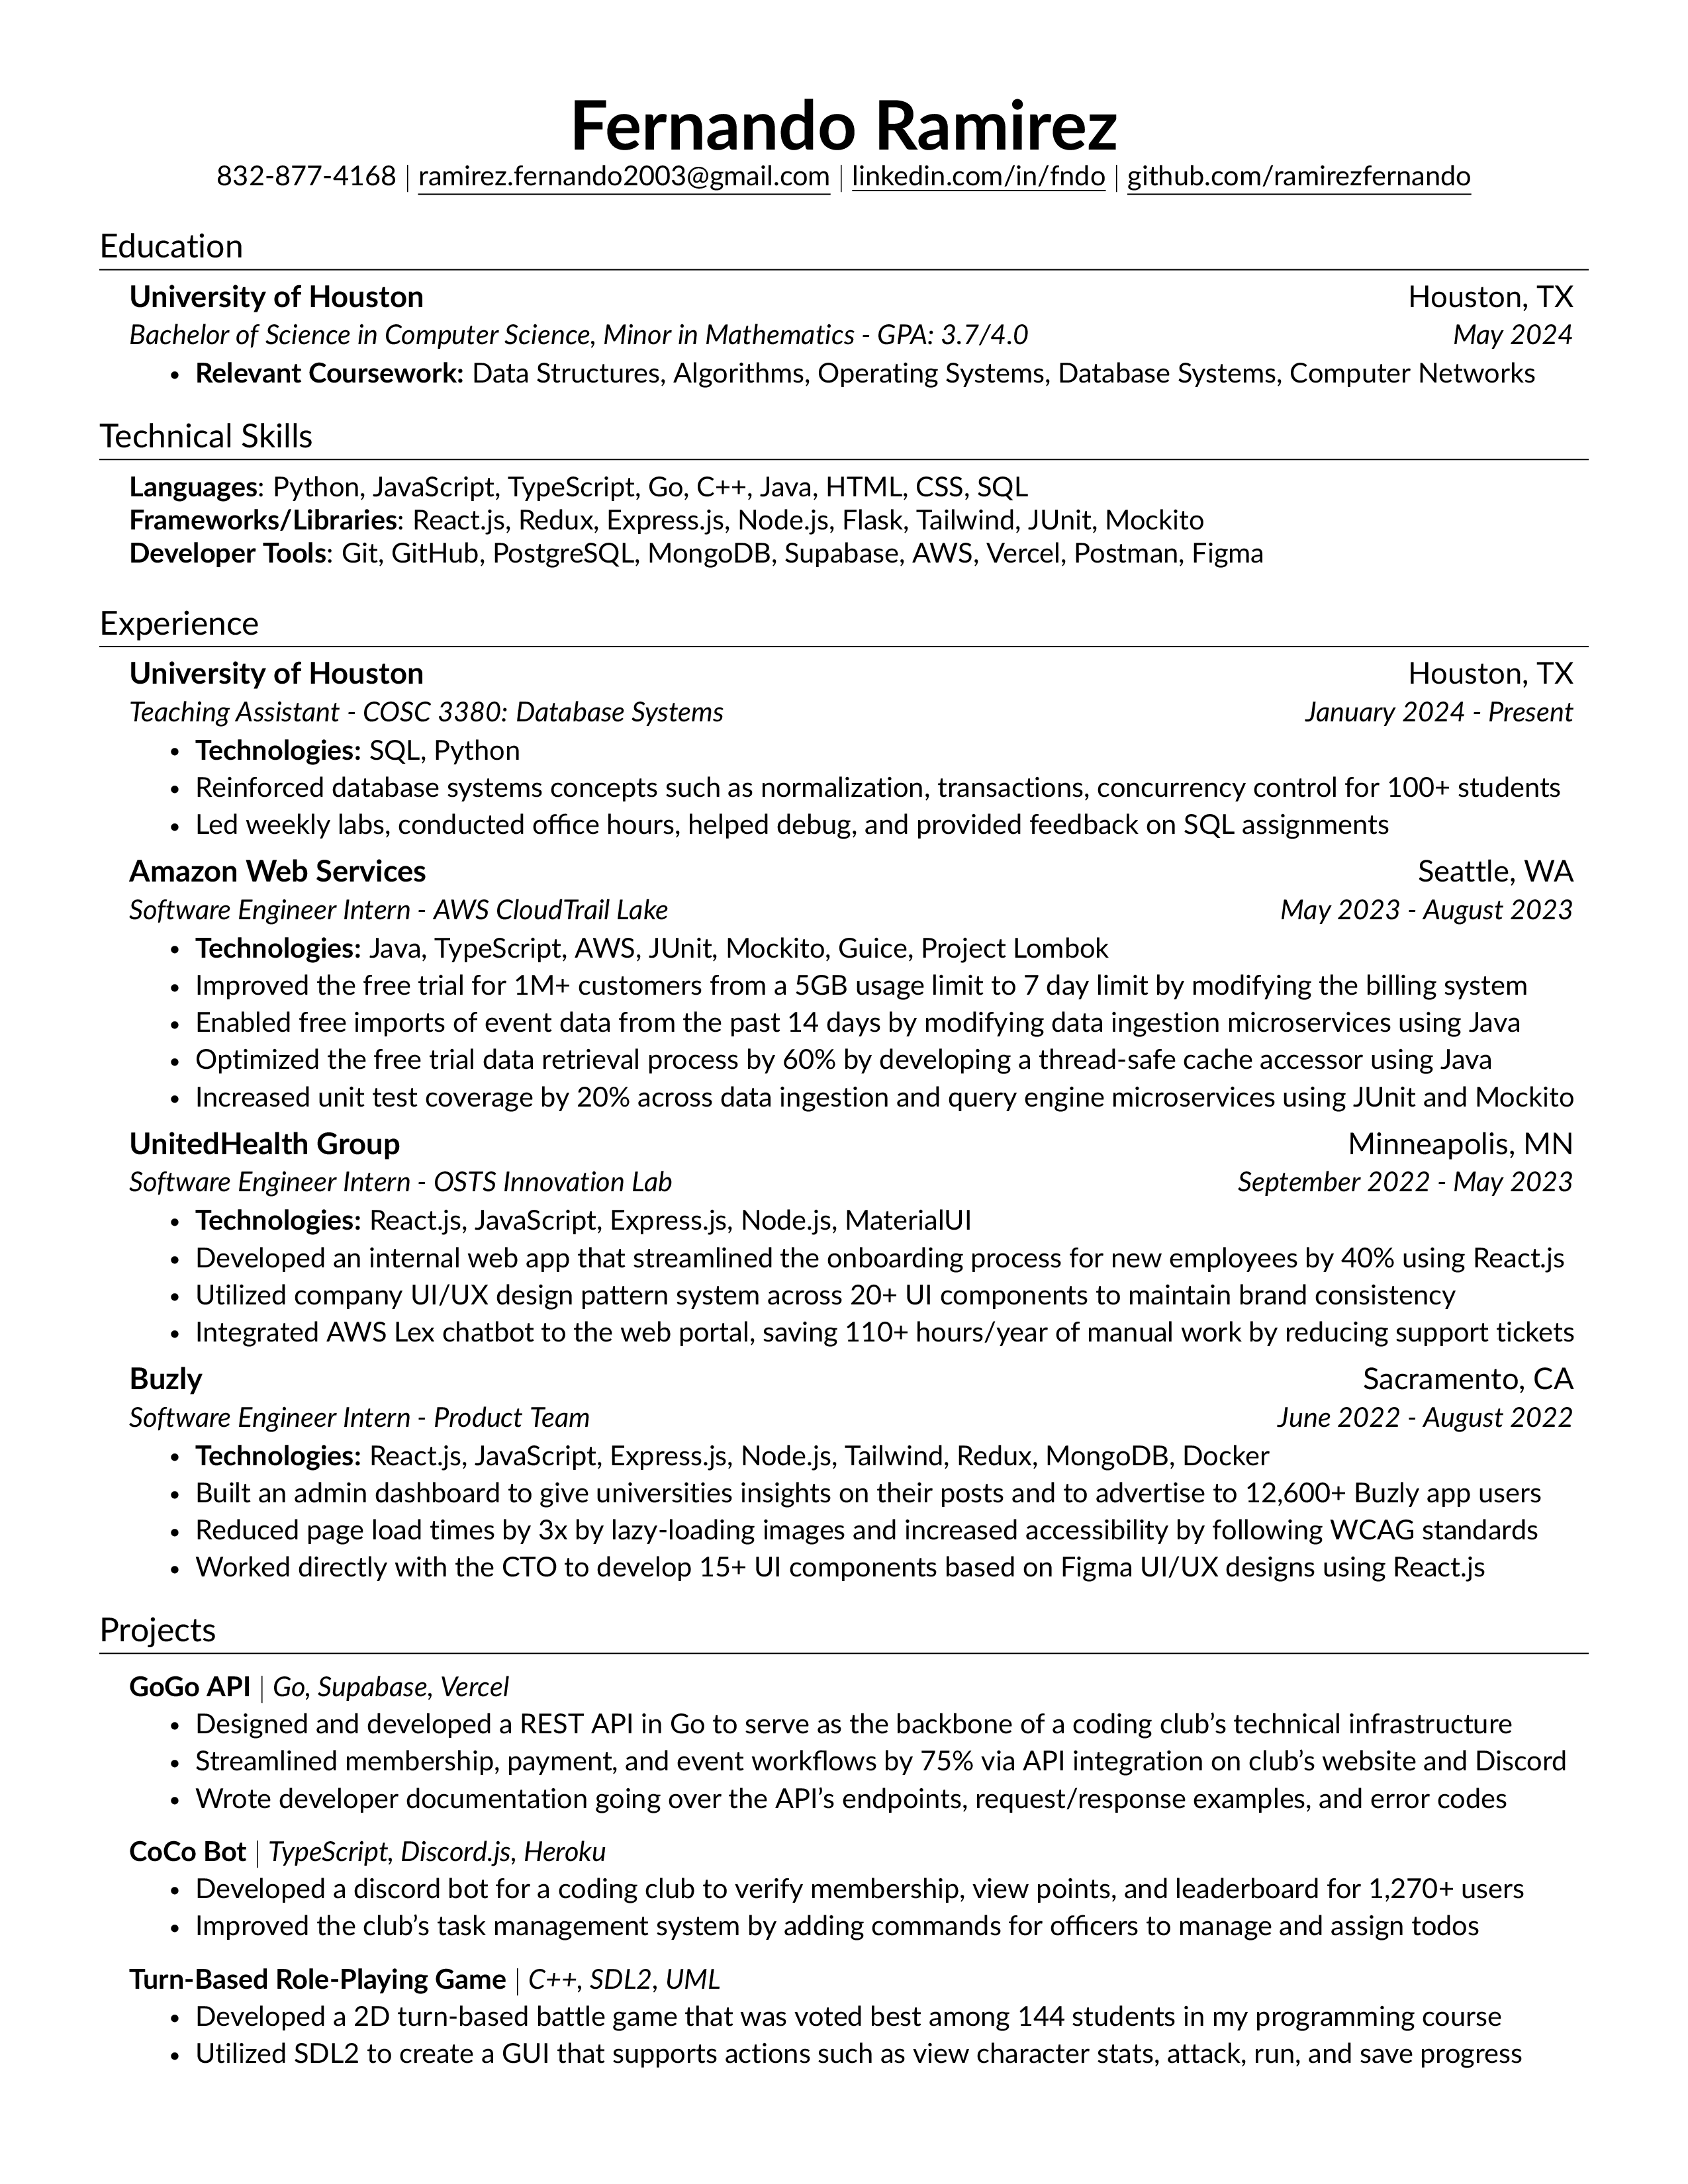 Fernando Ramirez
832-877-4168 | ramirez.fernando2003@gmail.com | linkedin.com/in/fndo | github.com/ramirezfernando
Education
University of Houston Houston, TX
Bachelor of Science in Computer Science, Minor in Mathematics - GPA: 3.7/4.0 May 2024
• Relevant Coursework: Data Structures, Algorithms, Operating Systems, Database Systems, Computer Networks
Technical Skills
Languages: Python, JavaScript, TypeScript, Go, C++, Java, HTML, CSS, SQL
Frameworks/Libraries: React.js, Redux, Express.js, Node.js, Flask, Tailwind, JUnit, Mockito
Developer Tools: Git, GitHub, PostgreSQL, MongoDB, Supabase, AWS, Vercel, Postman, Figma
Experience
University of Houston Houston, TX
Teaching Assistant - COSC 3380: Database Systems January 2024 - Present
• Technologies: SQL, Python
• Reinforced database systems concepts such as normalization, transactions, concurrency control for 100+ students
• Led weekly labs, conducted office hours, helped debug, and provided feedback on SQL assignments
Amazon Web Services Seattle, WA
Software Engineer Intern - AWS CloudTrail Lake May 2023 - August 2023
• Technologies: Java, TypeScript, AWS, JUnit, Mockito, Guice, Project Lombok
• Improved the free trial for 1M+ customers from a 5GB usage limit to 7 day limit by modifying the billing system
• Enabled free imports of event data from the past 14 days by modifying data ingestion microservices using Java
• Optimized the free trial data retrieval process by 60% by developing a thread-safe cache accessor using Java
• Increased unit test coverage by 20% across data ingestion and query engine microservices using JUnit and Mockito
UnitedHealth Group Minneapolis, MN
Software Engineer Intern - OSTS Innovation Lab September 2022 - May 2023
• Technologies: React.js, JavaScript, Express.js, Node.js, MaterialUI
• Developed an internal web app that streamlined the onboarding process for new employees by 40% using React.js
• Utilized company UI/UX design pattern system across 20+ UI components to maintain brand consistency
• Integrated AWS Lex chatbot to the web portal, saving 110+ hours/year of manual work by reducing support tickets
Buzly Sacramento, CA
Software Engineer Intern - Product Team June 2022 - August 2022
• Technologies: React.js, JavaScript, Express.js, Node.js, Tailwind, Redux, MongoDB, Docker
• Built an admin dashboard to give universities insights on their posts and to advertise to 12,600+ Buzly app users
• Reduced page load times by 3x by lazy-loading images and increased accessibility by following WCAG standards
• Worked directly with the CTO to develop 15+ UI components based on Figma UI/UX designs using React.js
Projects
GoGo API | Go, Supabase, Vercel
• Designed and developed a REST API in Go to serve as the backbone of a coding club’s technical infrastructure
• Streamlined membership, payment, and event workflows by 75% via API integration on club’s website and Discord
• Wrote developer documentation going over the API’s endpoints, request/response examples, and error codes
CoCo Bot | TypeScript, Discord.js, Heroku
• Developed a discord bot for a coding club to verify membership, view points, and leaderboard for 1,270+ users
• Improved the club’s task management system by adding commands for officers to manage and assign todos
Turn-Based Role-Playing Game | C++, SDL2, UML
• Developed a 2D turn-based battle game that was voted best among 144 students in my programming course
• Utilized SDL2 to create a GUI that supports actions such as view character stats, attack, run, and save progress